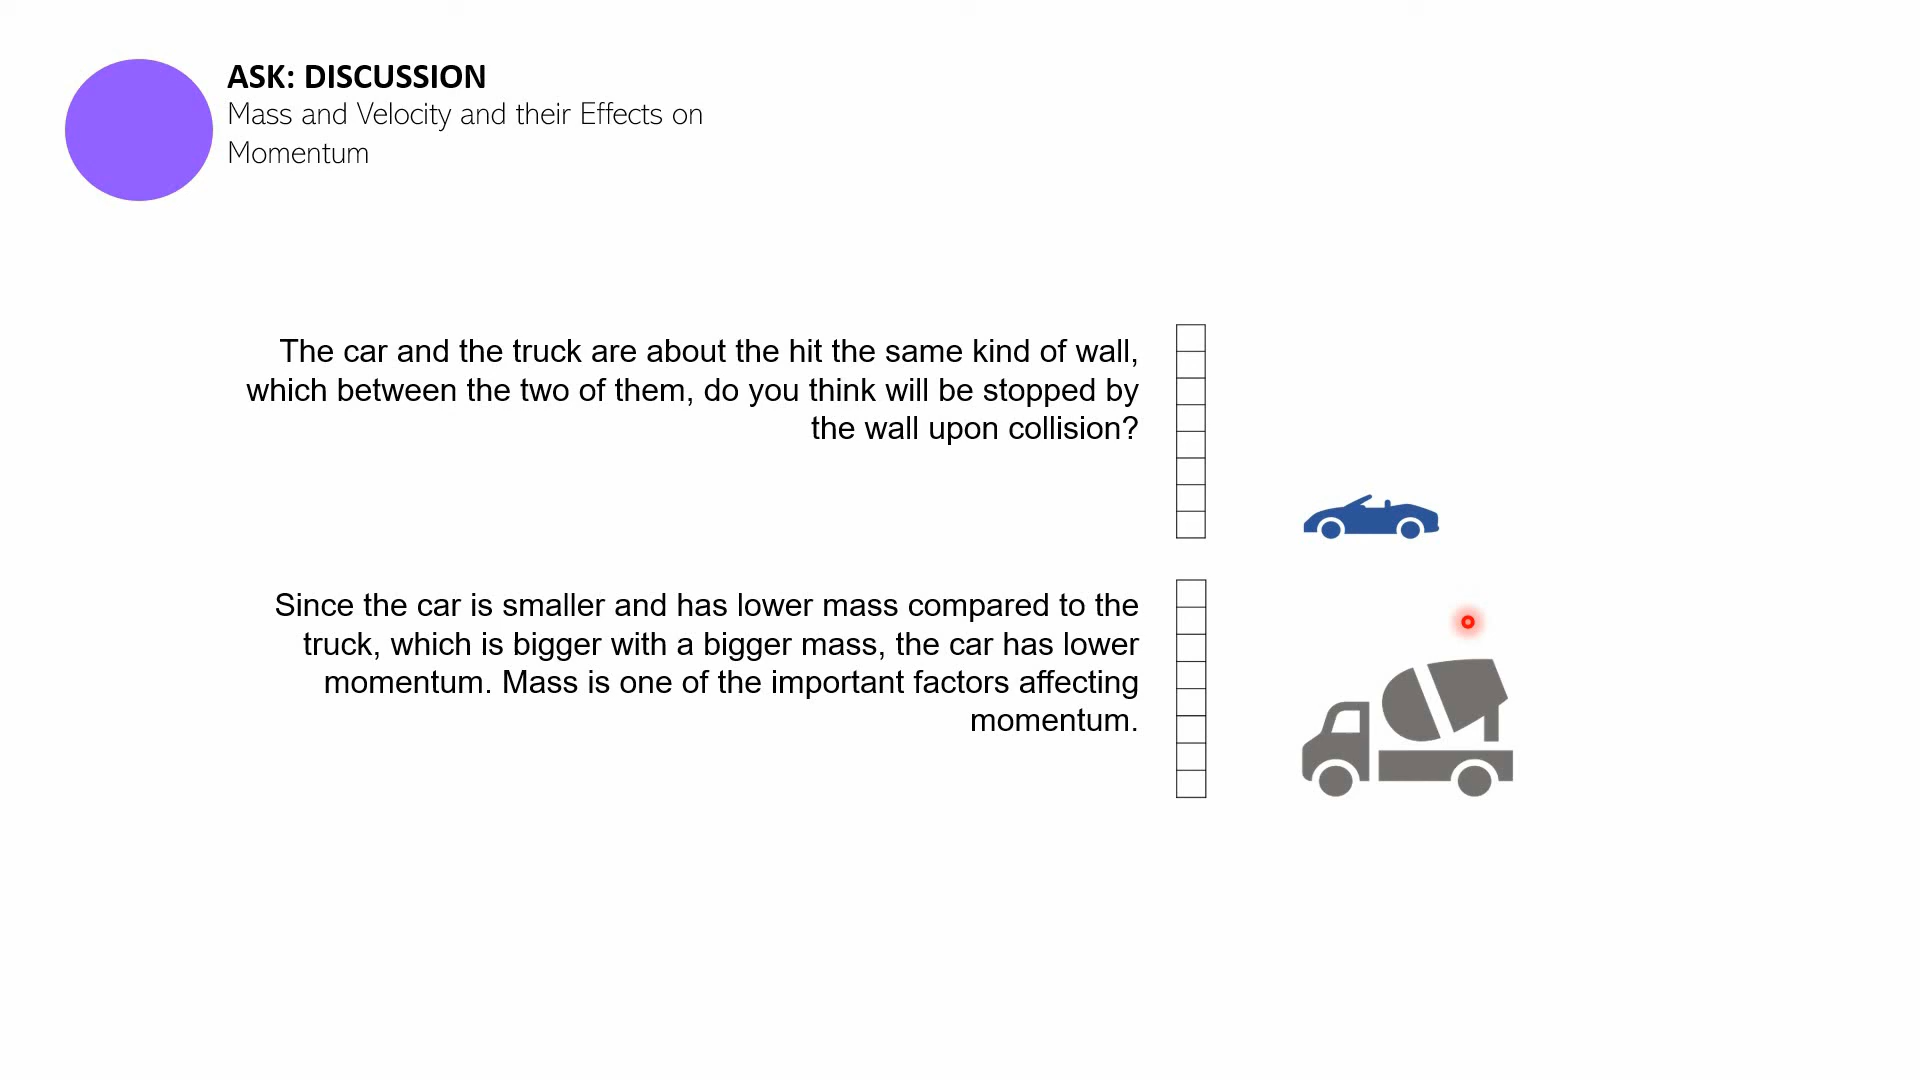 ASK: DISCUSSION
Mass and Velocity and their Effects on
Momentum
The car and the truck are about the hit the same kind of wall,
which between the two of them, do you think will be stopped by
the wall upon collision?
Since the car is smaller and has lower mass compared to the
truck, which is bigger with a bigger mass, the car has lower
momentum. Mass is one of the important factors affecting
momentum.